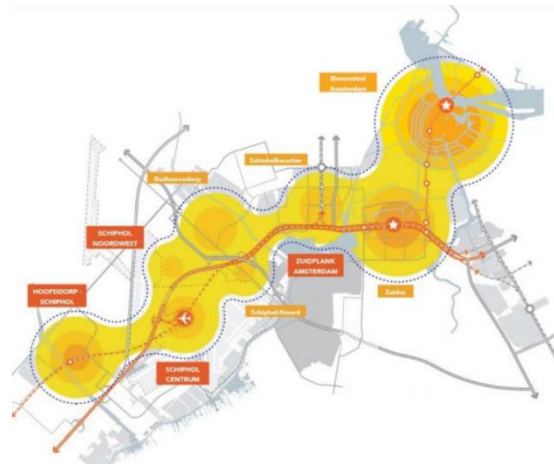 Binnenstad
Amsterdam
Schinkelkwartier
Badhoevedorp
SCHIPHOL
NOORDWEST
HOOFDDORP -
SCHIPHOL
ZUIDFLANK
AMSTERDAM
Zuidas
Schiphol-Noord
SCHIPHOL
CENTRUM